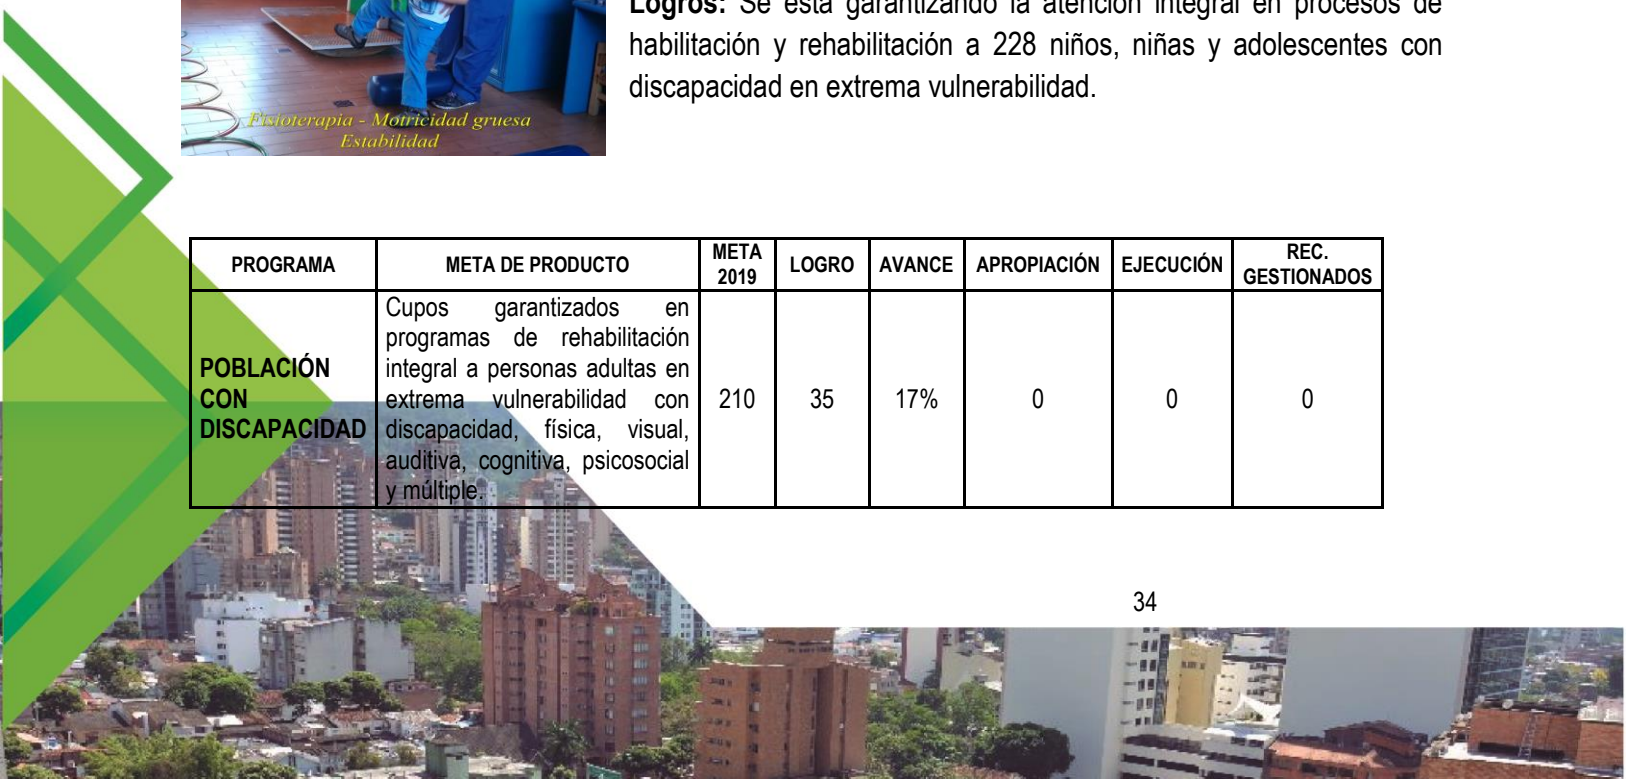 Logros: Se está garantizando la atención integral en procesos de
habilitación y rehabilitación a 228 niños, niñas y adolescentes con
discapacidad en extrema vulnerabilidad.
Fisioterapia - Motricidad gruesa
Estabilidad
PROGRAMA META DE PRODUCTO META 2019 LOGRO AVANCE APROPIACIÓN EJECUCIÓN REC. GESTIONADOS
POBLACIÓN
CON
DISCAPACIDAD
Cupos garantizados en
programas de rehabilitación
integral a personas adultas en
extrema vulnerabilidad con
discapacidad, física, visual,
auditiva, cognitiva, psicosocial
y múltiple.
210 35 17% 0 0 0
34